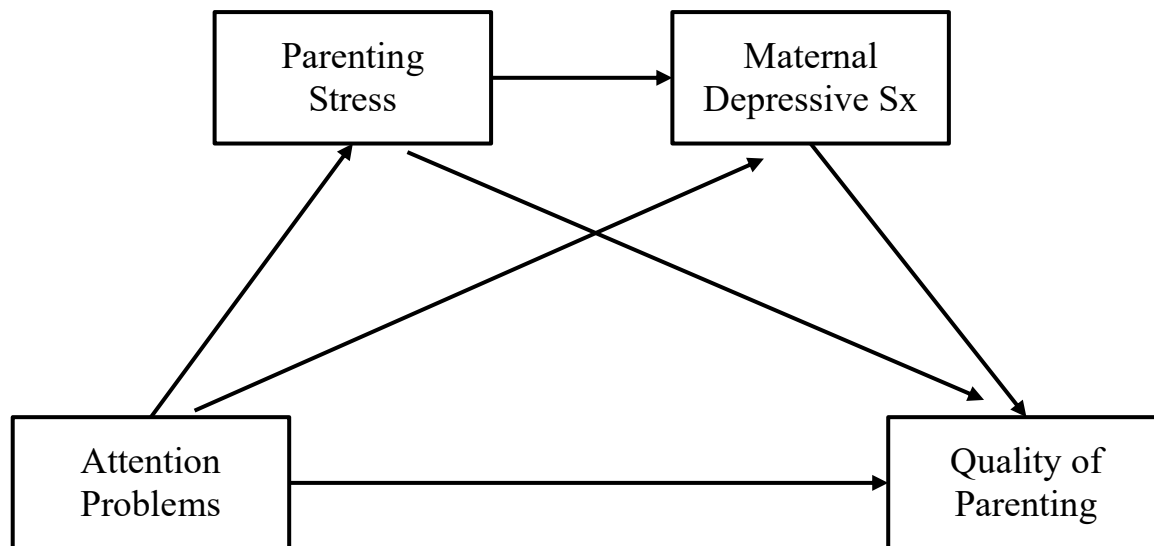 Parenting
Stress
Maternal
Depressive Sx
Attention
Problems
Quality of
Parenting